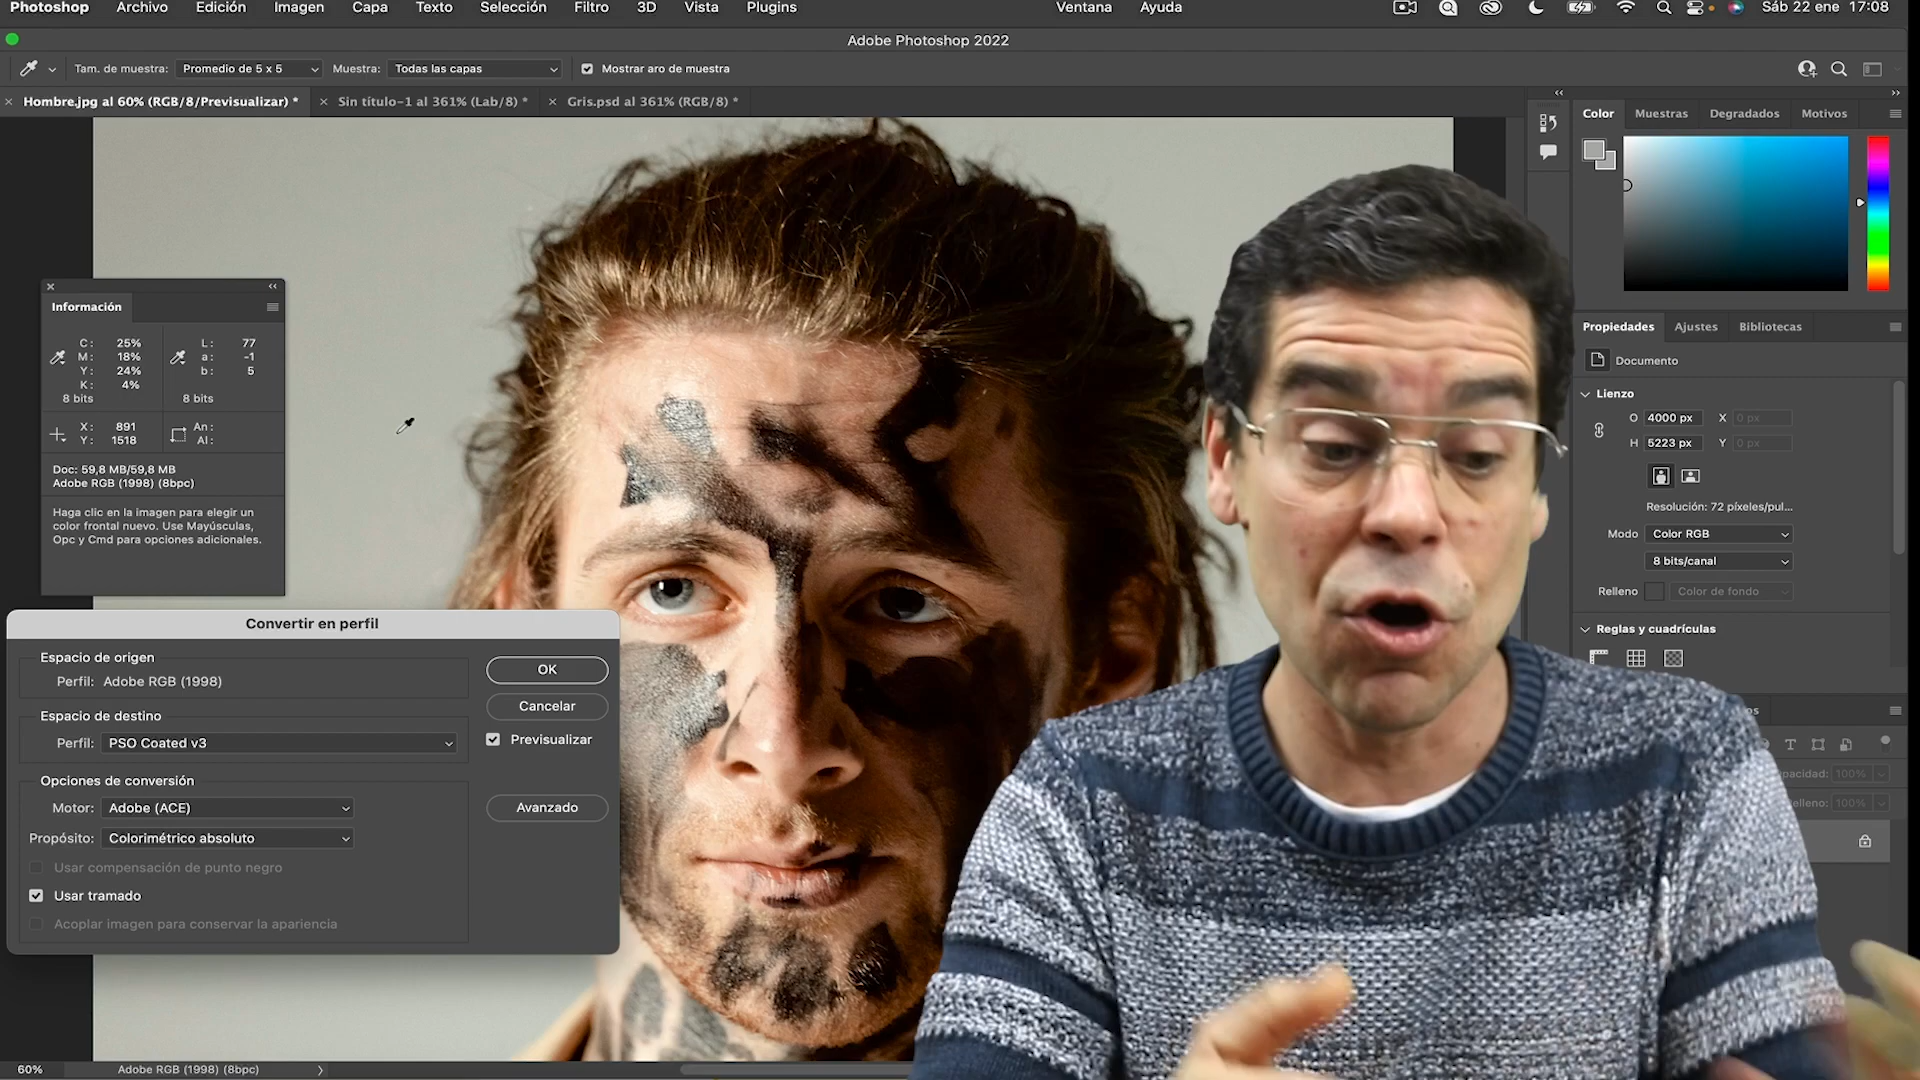 Photoshop Archivo Edición Imagen Capa Texto Selección Filtro 3D Vista Plugins Ventana Ayuda Sáb 22 ene 17:08
Adobe Photoshop 2022
Tam. de muestra: Promedio de 5 x 5 Muestra: Todas las capas Mostrar aro de muestra
Hombre.jpg al 60% (RGB/8/Previsualizar) * Sin título-1 al 361% (Lab/8) * Gris.psd al 361% (RGB/8) *
Color Muestras Degradados Motivos
Información
C: 25% L: 77
M: 18% a: -1
Y: 24% b: 5
K: 4%
8 bits 8 bits
X: 891 An:
Y: 1518 Al:
Doc: 59,8 MB/59,8 MB
Adobe RGB (1998) (8bpc)
Haga clic en la imagen para elegir un
color frontal nuevo. Use Mayúsculas,
Opc y Cmd para opciones adicionales.
Propiedades Ajustes Bibliotecas
Documento
Lienzo
O 4000 px X 0 px
H 5223 px Y 0 px
Resolución: 72 píxeles/pul...
Modo Color RGB
8 bits/canal
Relleno Color de fondo
Reglas y cuadrículas
os
pacidad: 100%
elleno: 100%
Convertir en perfil
Espacio de origen
Perfil: Adobe RGB (1998)
Espacio de destino
Perfil: PSO Coated v3
Opciones de conversión
Motor: Adobe (ACE)
Propósito: Colorimétrico absoluto
Usar compensación de punto negro
Usar tramado
Acoplar imagen para conservar la apariencia
OK
Cancelar
Previsualizar
Avanzado
60% Adobe RGB (1998) (8bpc)